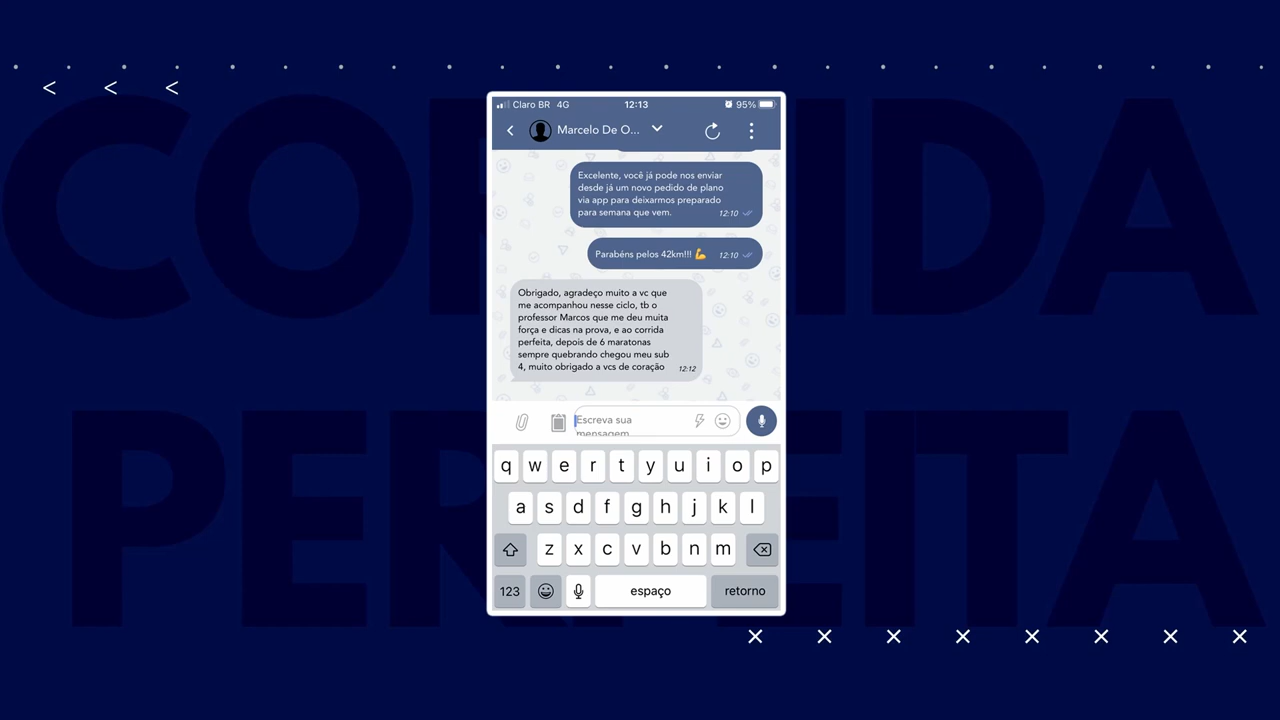 CORRIDA
PERFEITA
< < <
Claro BR 4G 12:13 95%
Marcelo De O...
Excelente, você já pode nos enviar
desde já um novo pedido de plano
via app para deixarmos preparado
para semana que vem. 12:10
Parabéns pelos 42km!!! 💪 12:10
Obrigado, agradeço muito a vc que
me acompanhou nesse ciclo, tb o
professor Marcos que me deu muita
força e dicas na prova, e ao corrida
perfeita, depois de 6 maratonas
sempre quebrando chegou meu sub
4, muito obrigado a vcs de coração 12:12
Escreva sua
mensagem
q w e r t y u i o p
a s d f g h j k l
z x c v b n m
123 espaço retorno
× × × × × × × ×